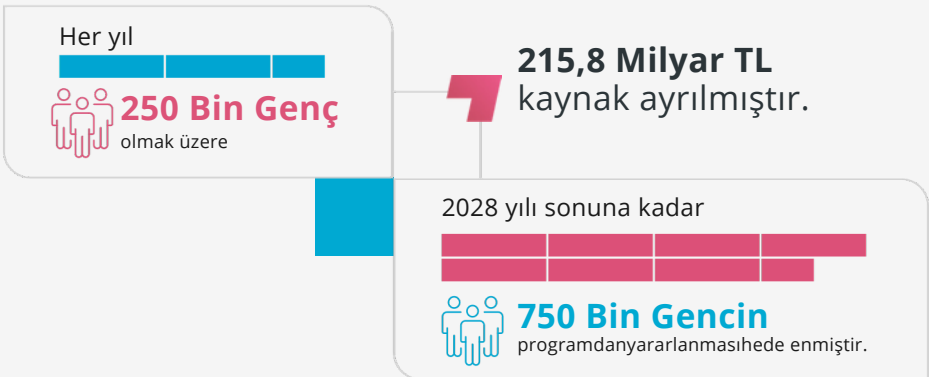 Her yıl
250 Bin Genç
olmak üzere
215,8 Milyar TL
kaynak ayrılmıştır.
2028 yılı sonuna kadar
750 Bin Gencin
programdanyararlanmasıhede enmiştir.